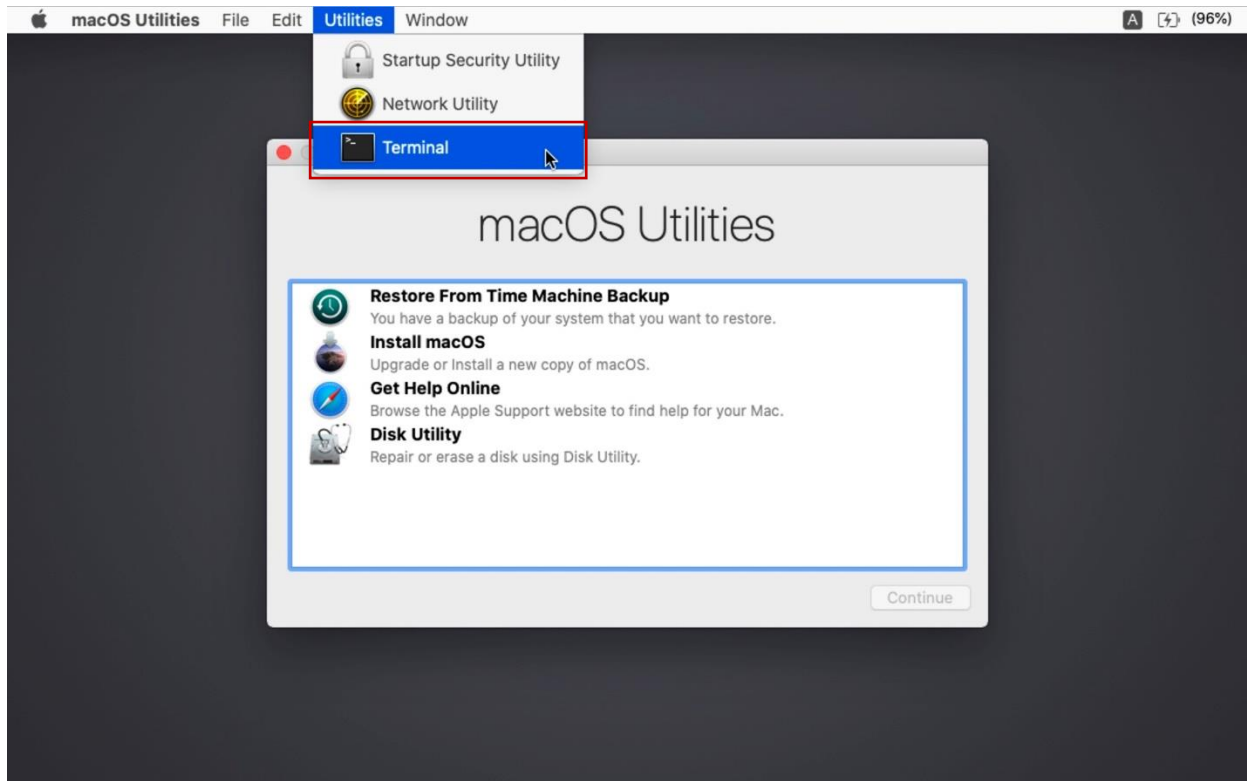 macOS Utilities File Edit Utilities Window A (96%)
Startup Security Utility
Network Utility
>_ Terminal
macOS Utilities
Restore From Time Machine Backup
You have a backup of your system that you want to restore.
Install macOS
Upgrade or Install a new copy of macOS.
Get Help Online
Browse the Apple Support website to find help for your Mac.
Disk Utility
Repair or erase a disk using Disk Utility.
Continue